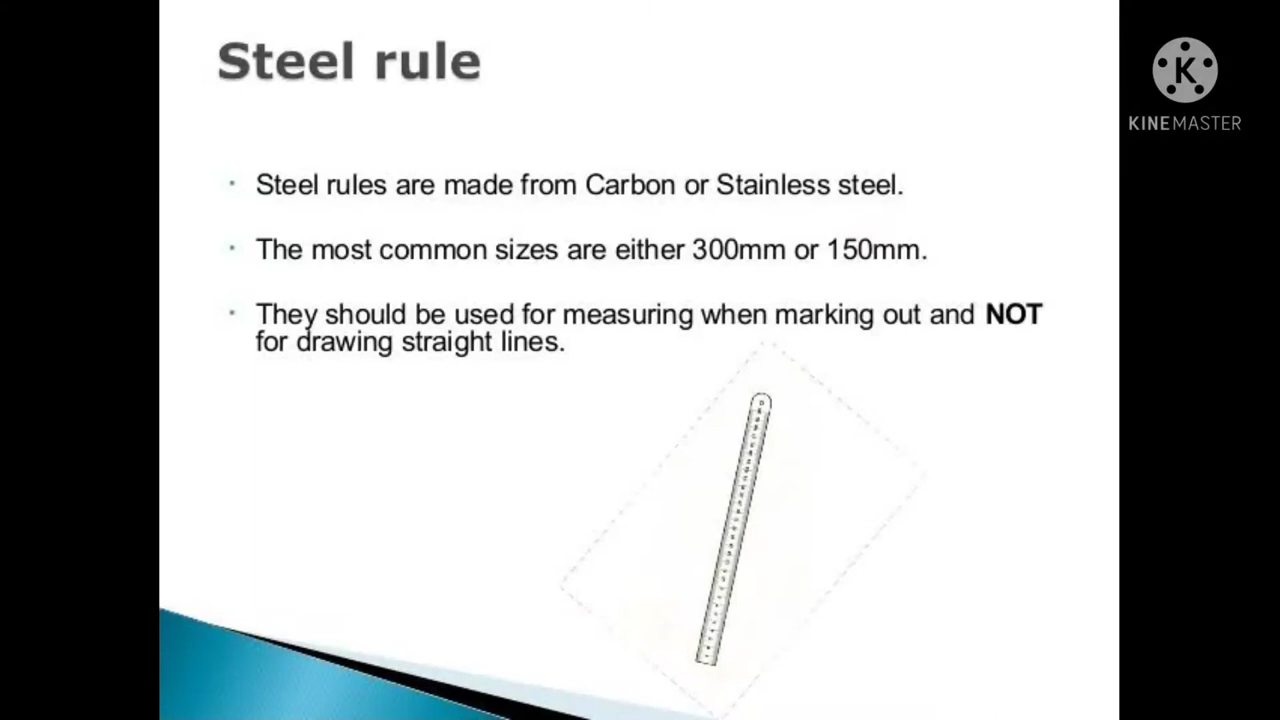 Steel rule
KINEMASTER
Steel rules are made from Carbon or Stainless steel.
The most common sizes are either 300mm or 150mm.
They should be used for measuring when marking out and NOT
for drawing straight lines.